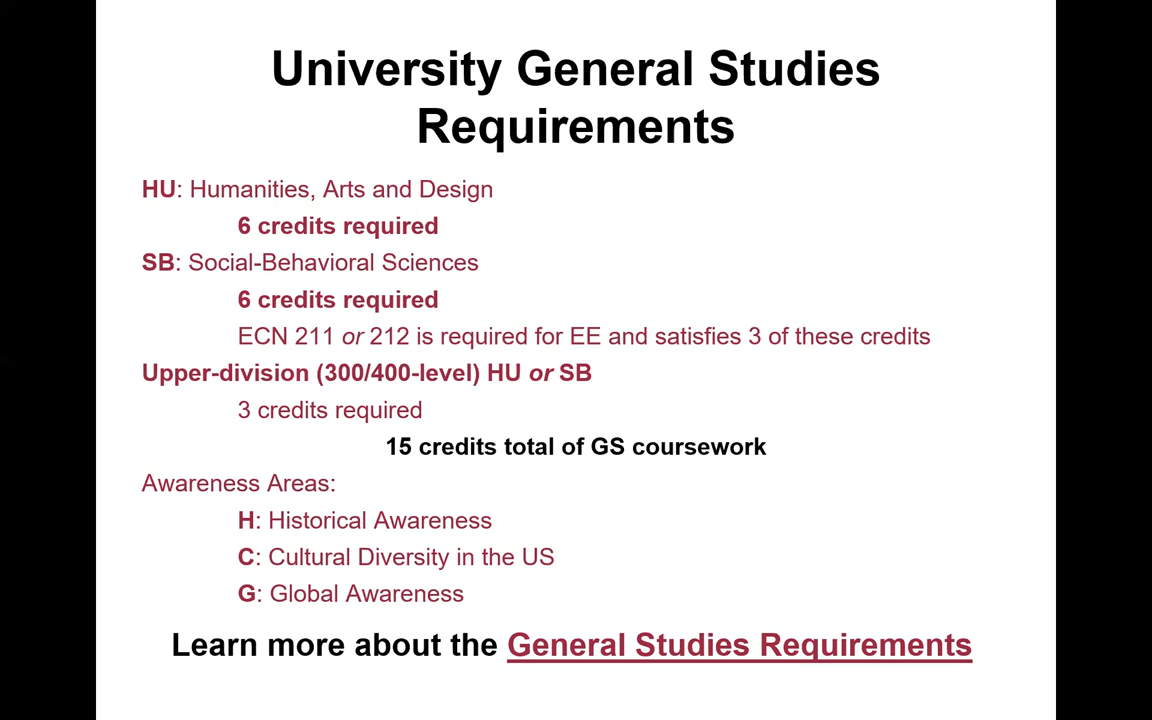 University General Studies
Requirements
HU: Humanities, Arts and Design
6 credits required
SB: Social-Behavioral Sciences
6 credits required
ECN 211 or 212 is required for EE and satisfies 3 of these credits
Upper-division (300/400-level) HU or SB
3 credits required
15 credits total of GS coursework
Awareness Areas:
H: Historical Awareness
C: Cultural Diversity in the US
G: Global Awareness
Learn more about the General Studies Requirements